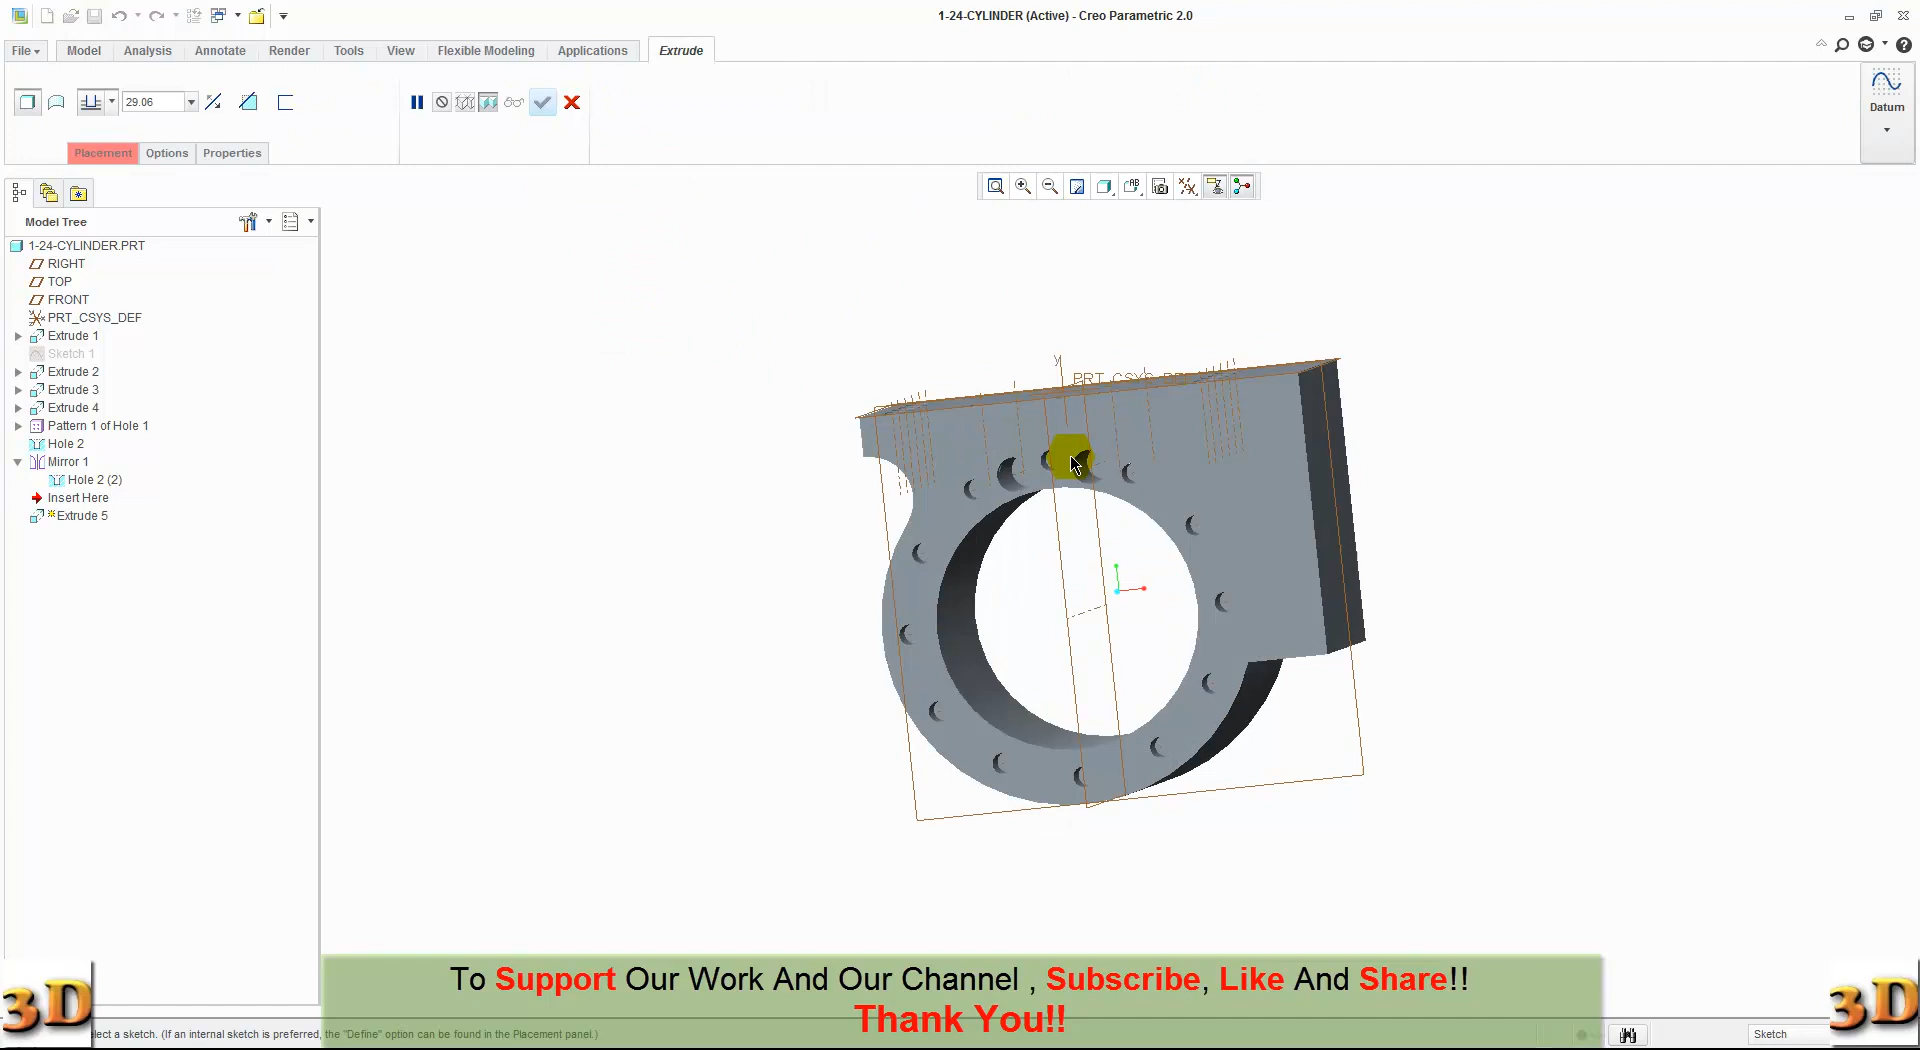 1-24-CYLINDER (Active) - Creo Parametric 2.0
File Model Analysis Annotate Render Tools View Flexible Modeling Applications Extrude
29.06
Datum
Placement Options Properties
Model Tree
1-24-CYLINDER.PRT
RIGHT
TOP
FRONT
PRT_CSYS_DEF
Extrude 1
Sketch 1
Extrude 2
Extrude 3
Extrude 4
Pattern 1 of Hole 1
Hole 2
Mirror 1
Hole 2 (2)
Insert Here
Extrude 5
y
PRT_CSYS_DEF
To Support Our Work And Our Channel , Subscribe, Like And Share!!
Thank You!!
3D
3D
a sketch. (If an internal sketch is preferred, the "Define" option can be found in the Placement panel.)
Sketch